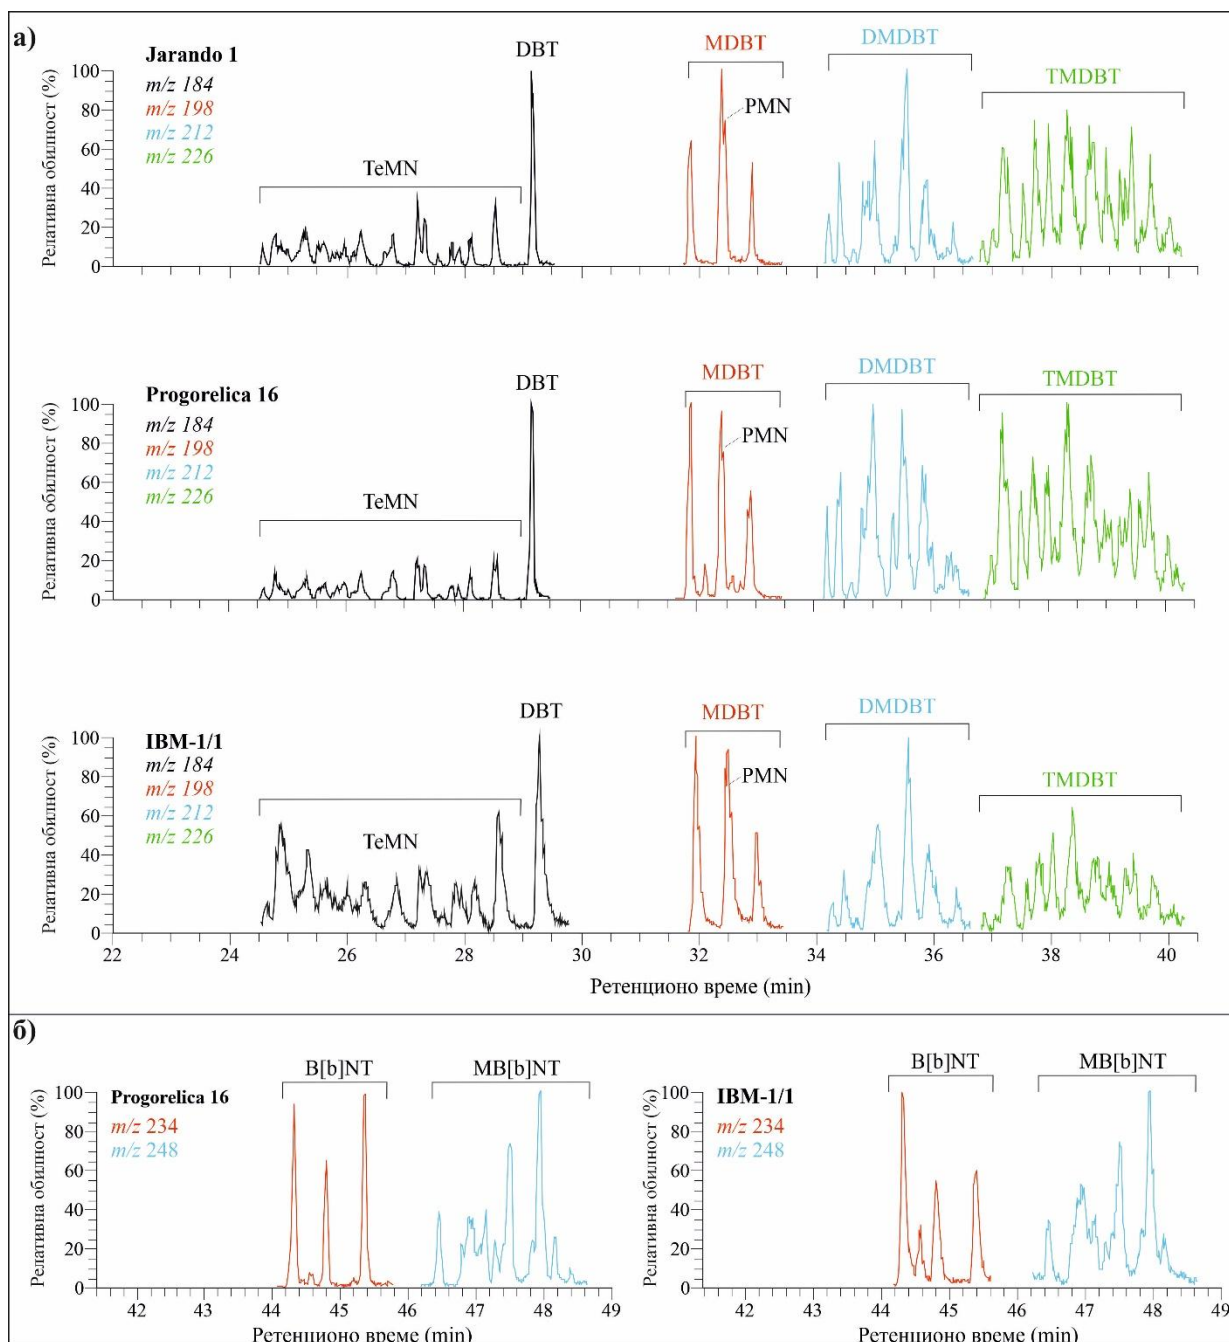 а)
Jarando 1
m/z 184
m/z 198
m/z 212
m/z 226
TeMN
DBT
MDBT
PMN
DMDBT
TMDBT
Релативна обилност (%)
100
80
60
40
20
0
Progorelica 16
m/z 184
m/z 198
m/z 212
m/z 226
TeMN
DBT
MDBT
PMN
DMDBT
TMDBT
Релативна обилност (%)
100
80
60
40
20
0
IBM-1/1
m/z 184
m/z 198
m/z 212
m/z 226
TeMN
DBT
MDBT
PMN
DMDBT
TMDBT
Релативна обилност (%)
100
80
60
40
20
0
22 24 26 28 30 32 34 36 38 40
Ретенционо време (min)
б)
Progorelica 16
m/z 234
m/z 248
B[b]NT
MB[b]NT
Релативна обилност (%)
100
80
60
40
20
0
42 43 44 45 46 47 48 49
Ретенционо време (min)
IBM-1/1
m/z 234
m/z 248
B[b]NT
MB[b]NT
Релативна обилност (%)
100
80
60
40
20
0
42 43 44 45 46 47 48 49
Ретенционо време (min)